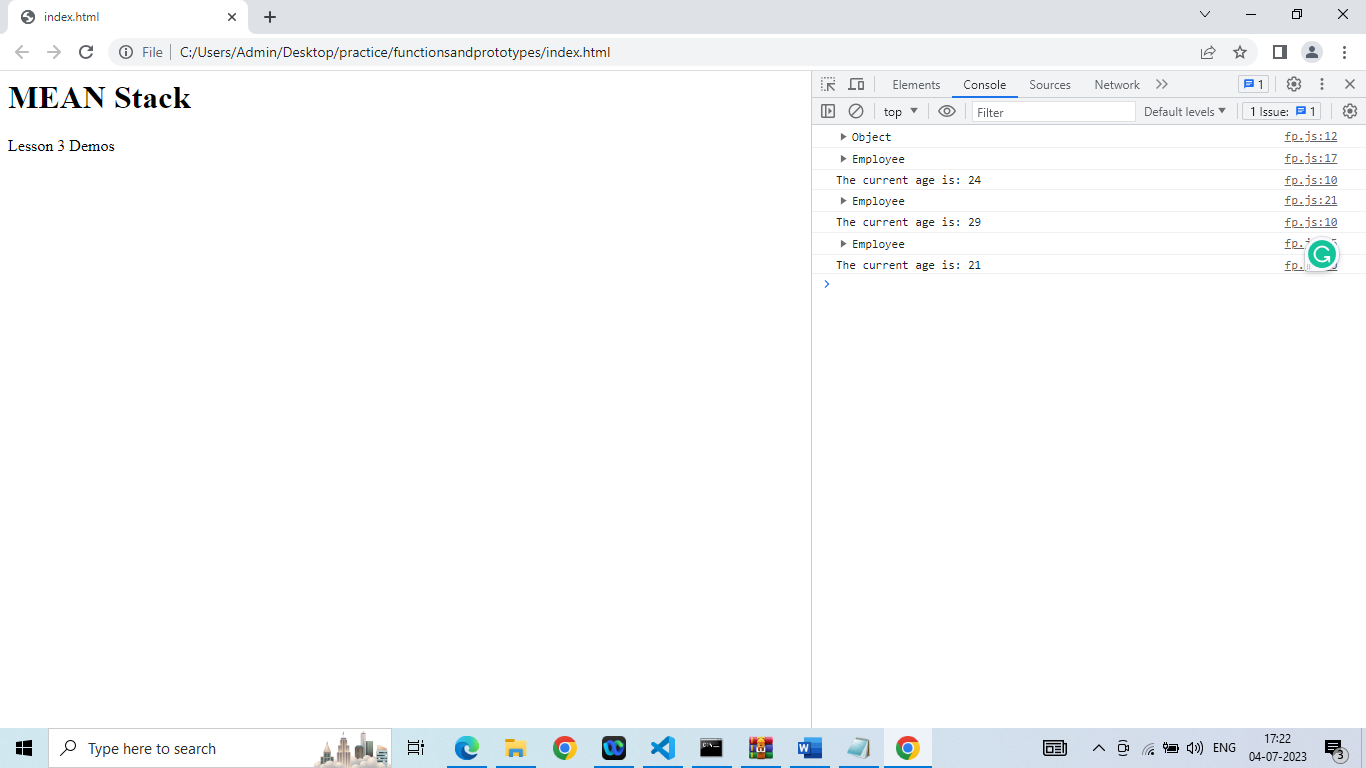 index.html
File C:/Users/Admin/Desktop/practice/functionsandprototypes/index.html
MEAN Stack
Lesson 3 Demos
Elements Console Sources Network 1
top Filter Default levels 1 Issue: 1
Object fp.js:12
Employee fp.js:17
The current age is: 24 fp.js:10
Employee fp.js:21
The current age is: 29 fp.js:10
Employee
The current age is: 21
Type here to search
ENG
17:22
04-07-2023
3